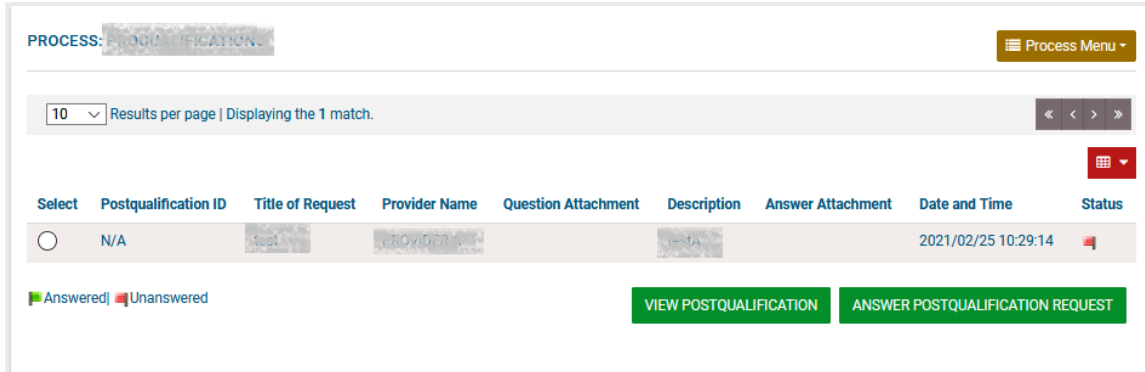 PROCESS:
Process Menu
10 Results per page | Displaying the 1 match.
« < > »
Select Postqualification ID Title of Request Provider Name Question Attachment Description Answer Attachment Date and Time Status
N/A 2021/02/25 10:29:14
Answered| Unanswered
VIEW POSTQUALIFICATION ANSWER POSTQUALIFICATION REQUEST